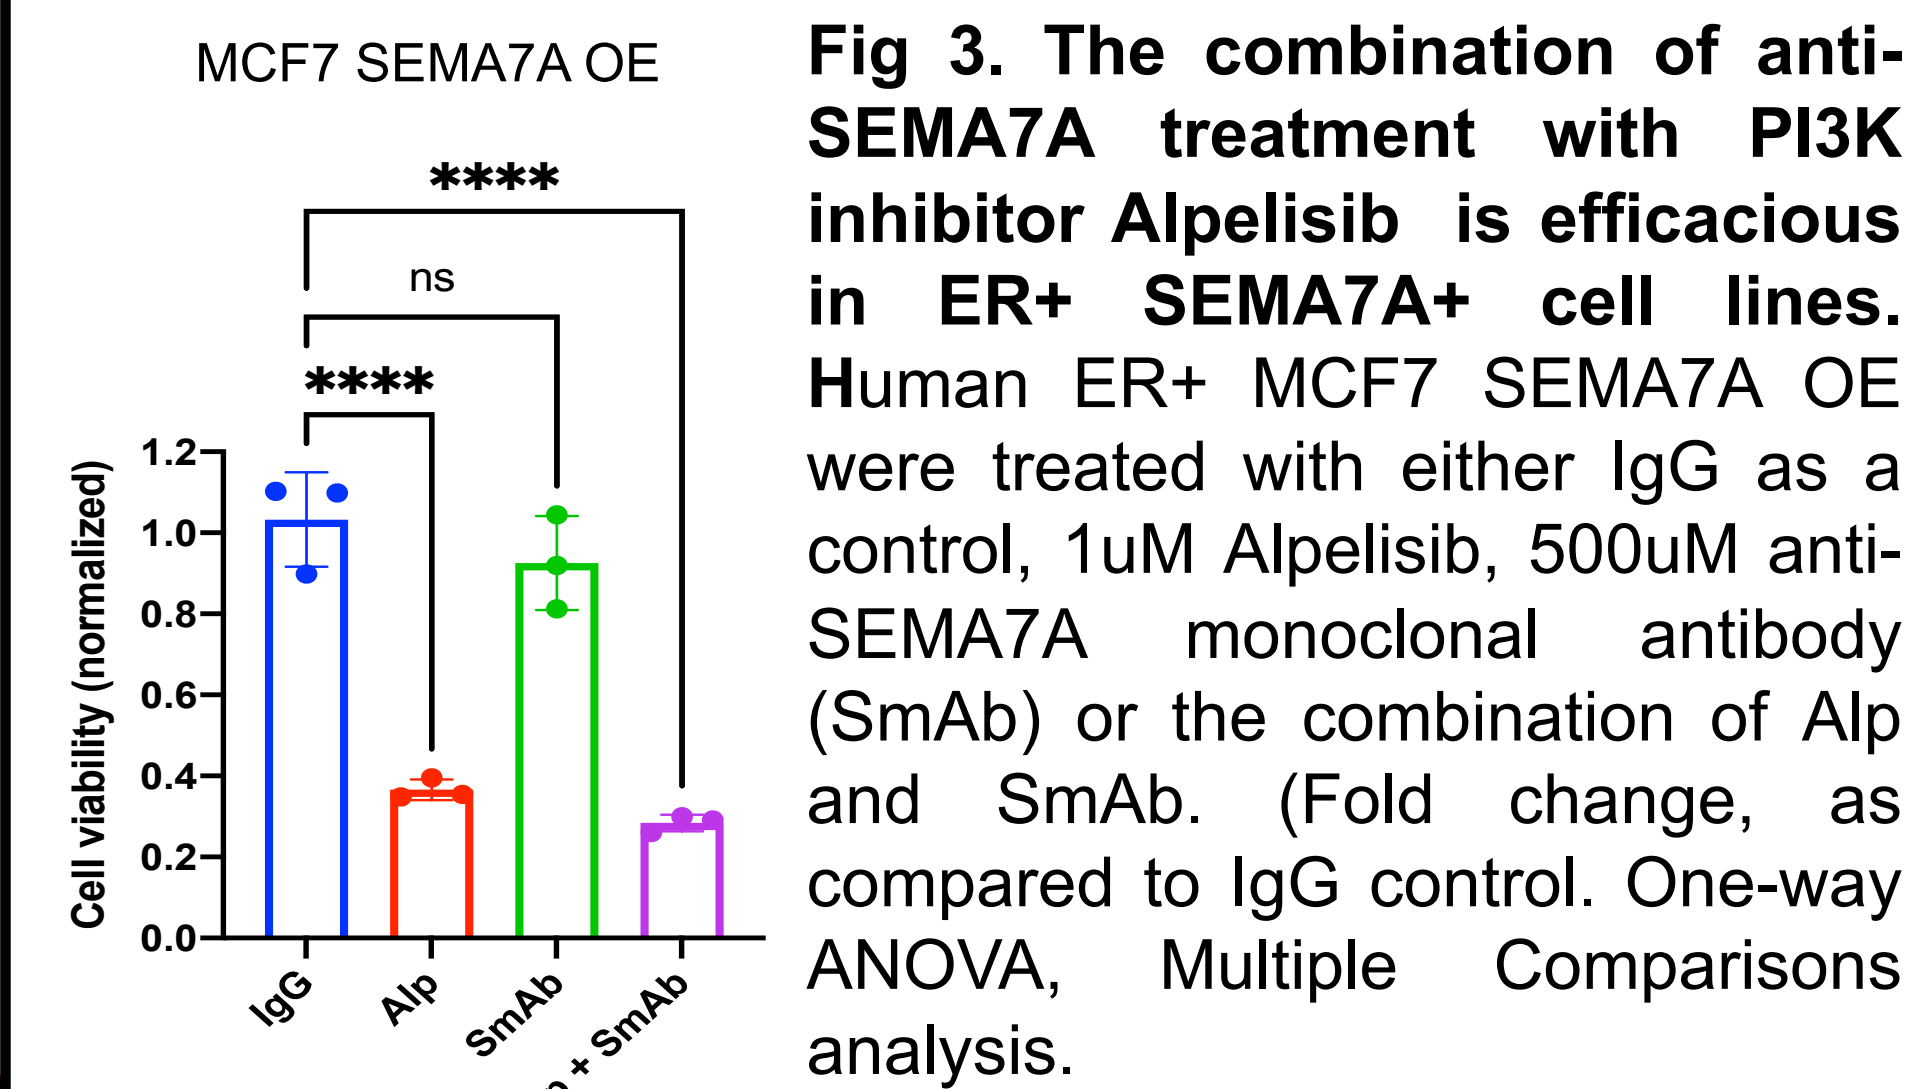 MCF7 SEMA7A OE
****
ns
****
Cell viability (normalized)
1.2
1.0
0.8
0.6
0.4
0.2
0.0
IgG
Alp
SmAb
+ SmAb
Fig 3. The combination of anti-
SEMA7A treatment with PI3K
inhibitor Alpelisib is efficacious
in ER+ SEMA7A+ cell lines.
Human ER+ MCF7 SEMA7A OE
were treated with either IgG as a
control, 1uM Alpelisib, 500uM anti-
SEMA7A monoclonal antibody
(SmAb) or the combination of Alp
and SmAb. (Fold change, as
compared to IgG control. One-way
ANOVA, Multiple Comparisons
analysis.